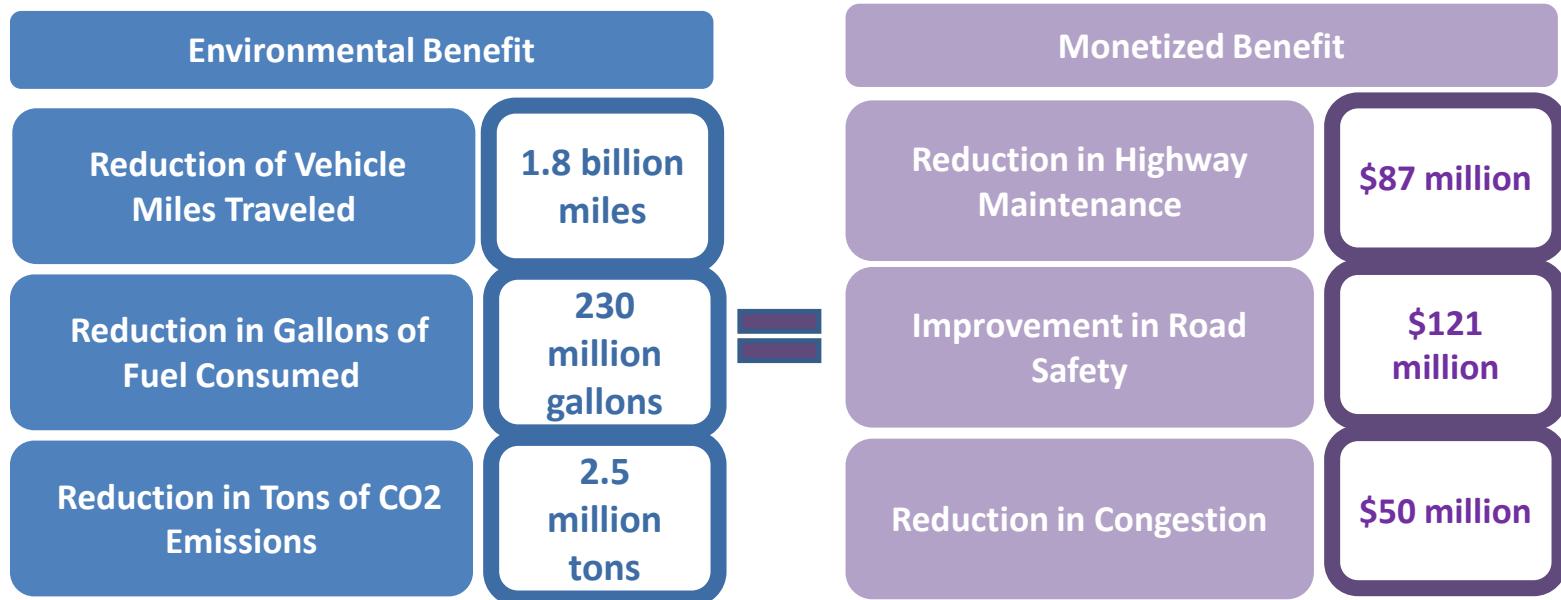 Environmental Benefit
Reduction of Vehicle
Miles Traveled
1.8 billion
miles
Reduction in Gallons of
Fuel Consumed
230
million
gallons
Reduction in Tons of CO2
Emissions
2.5
million
tons
Monetized Benefit
Reduction in Highway
Maintenance
$87 million
Improvement in Road
Safety
$121
million
Reduction in Congestion
$50 million